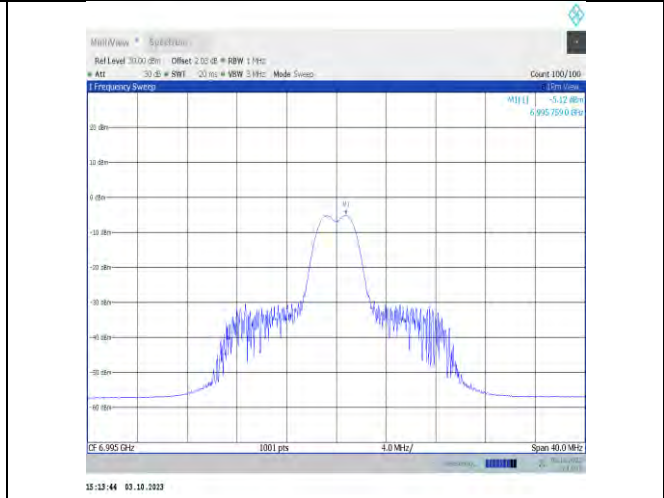 MultiView Spectrum
Ref Level 30.00 dBm Offset 2.02 dB RBW 1 MHz
Att 30 dB SWT 20 ms VBW 3 MHz Mode Sweep Count 100/100
1 Frequency Sweep 1Rm View
M1[1] -5.12 dBm
6.995 759 0 GHz
20 dBm
10 dBm
0 dBm
M1
-10 dBm
-20 dBm
-30 dBm
-40 dBm
-50 dBm
-60 dBm
CF 6.995 GHz 1001 pts 4.0 MHz/ Span 40.0 MHz
15:13:44 03.10.2023